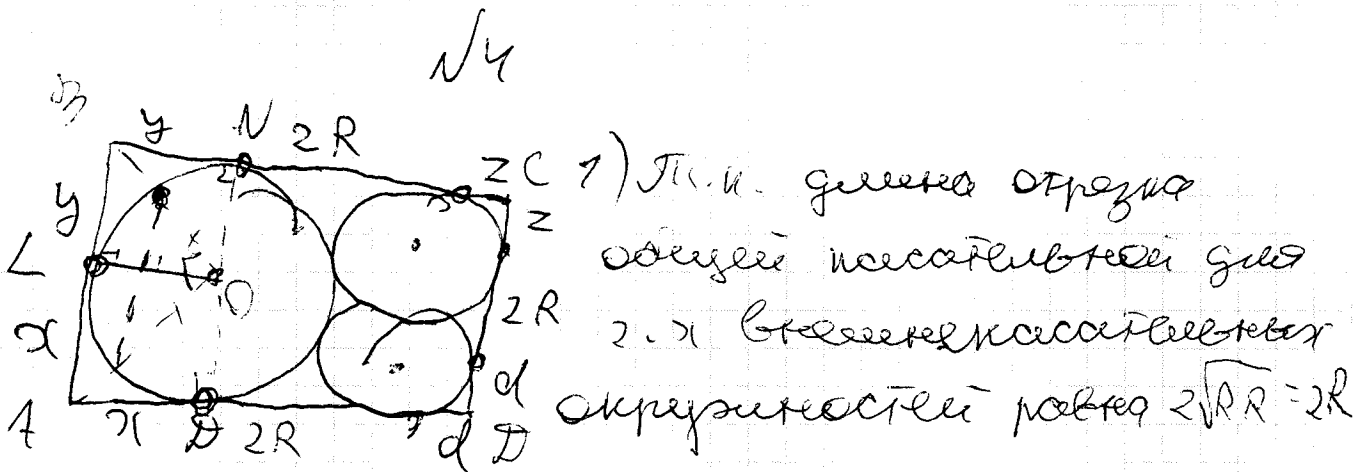 №4
B y N 2R z C 1) Т.к. длина отрезка
y z
L O общей касательной для
x 2R 2-х внешнекасательных
A x D 2R d D d окружностей равна 2√RR = 2R